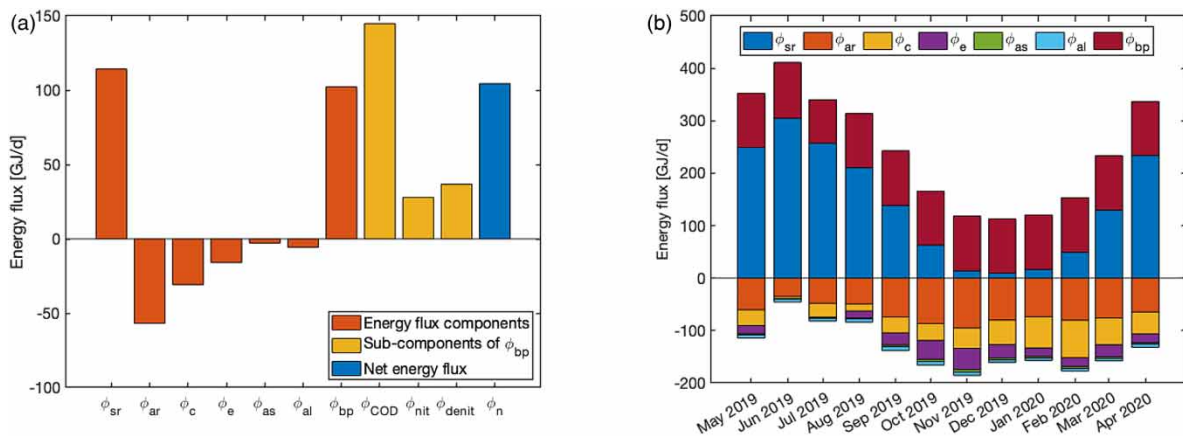 (a)
150
100
50
0
-50
-100
Energy flux [GJ/d]
Energy flux components
Sub-components of ϕbp
Net energy flux
ϕsr ϕar ϕc ϕe ϕas ϕal ϕbp ϕCOD ϕnit ϕdenit ϕn
(b)
500
400
300
200
100
0
-100
-200
Energy flux [GJ/d]
ϕsr ϕar ϕc ϕe ϕas ϕal ϕbp
May 2019
Jun 2019
Jul 2019
Aug 2019
Sep 2019
Oct 2019
Nov 2019
Dec 2019
Jan 2020
Feb 2020
Mar 2020
Apr 2020